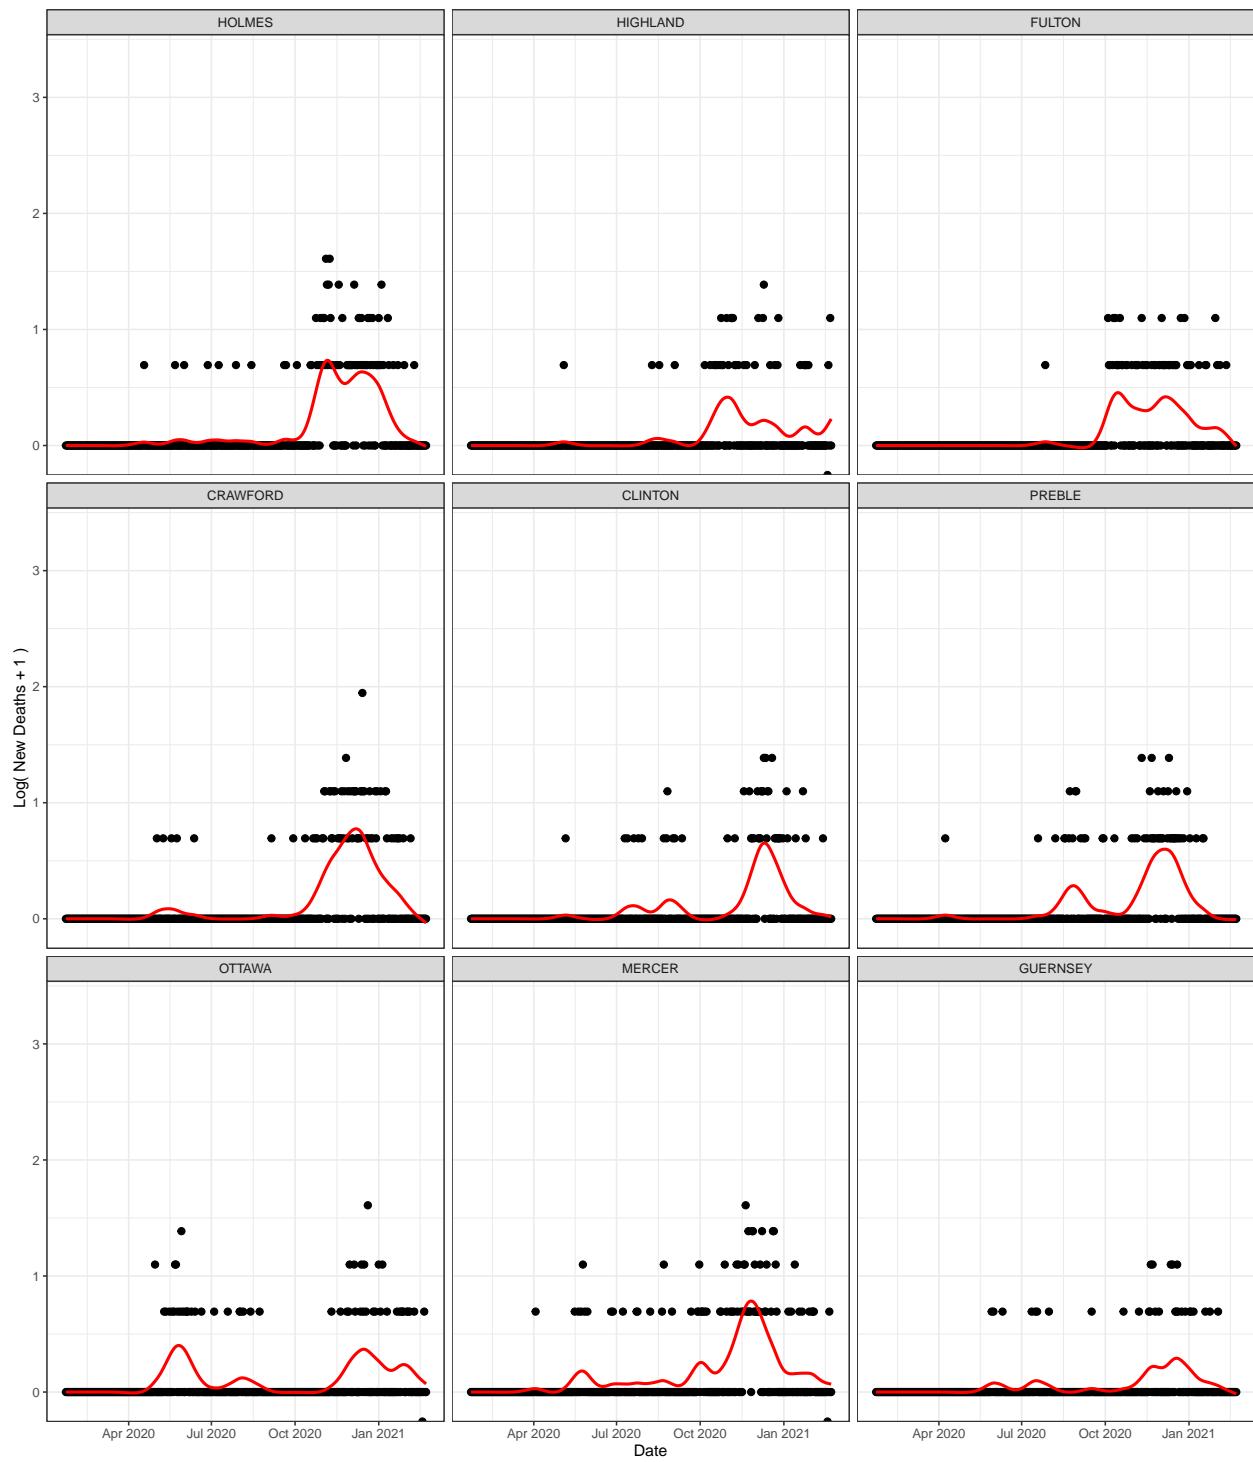 HOLMES HIGHLAND FULTON
3
2
1
0
CRAWFORD CLINTON PREBLE
3
2
1
0
Log( New Deaths + 1 )
OTTAWA MERCER GUERNSEY
3
2
1
0
Apr 2020 Jul 2020 Oct 2020 Jan 2021 Apr 2020 Jul 2020 Oct 2020 Jan 2021 Apr 2020 Jul 2020 Oct 2020 Jan 2021
Date